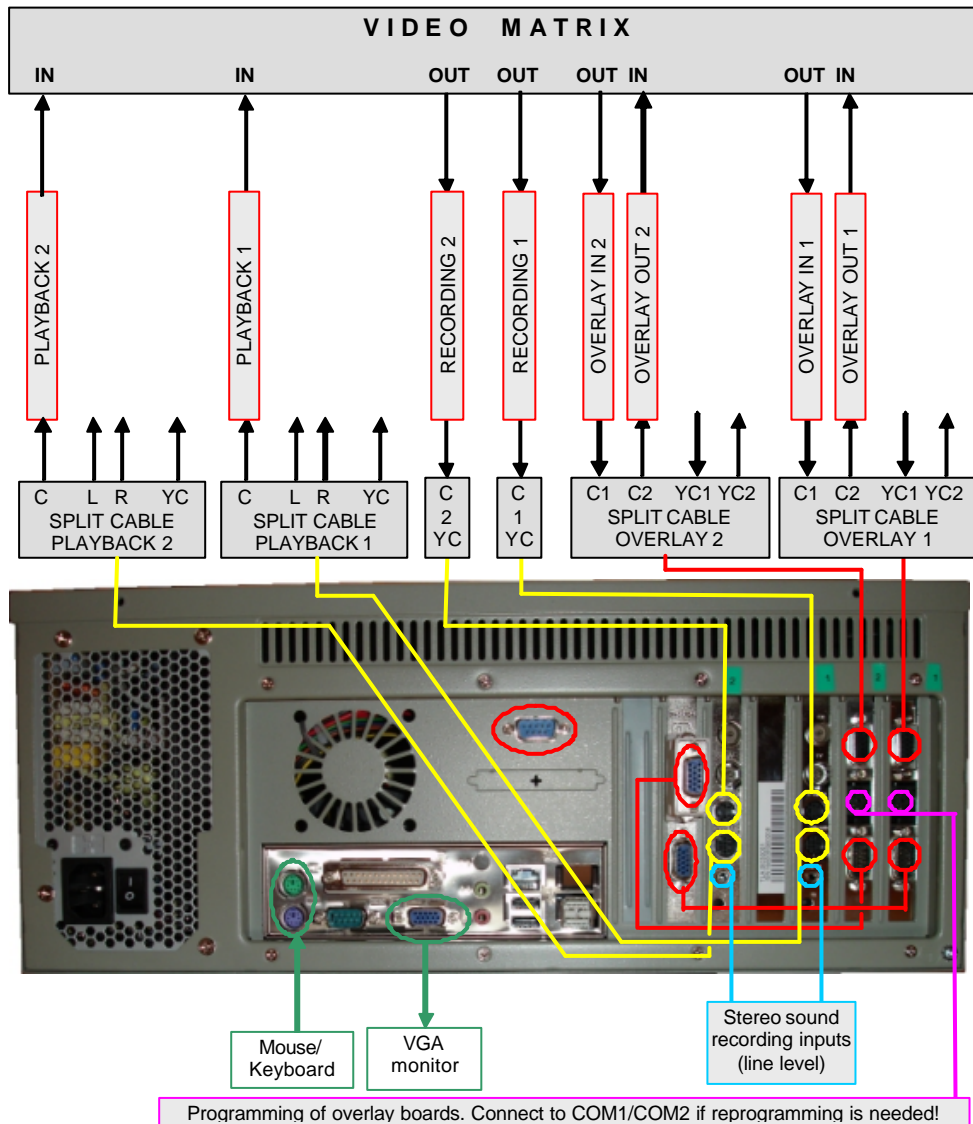 VIDEO MATRIX
IN IN OUT OUT OUT IN OUT IN
PLAYBACK 2
PLAYBACK 1
RECORDING 2
RECORDING 1
OVERLAY IN 2
OVERLAY OUT 2
OVERLAY IN 1
OVERLAY OUT 1
C L R YC
SPLIT CABLE
PLAYBACK 2
C L R YC
SPLIT CABLE
PLAYBACK 1
C
2
YC
C
1
YC
C1 C2 YC1 YC2
SPLIT CABLE
OVERLAY 2
C1 C2 YC1 YC2
SPLIT CABLE
OVERLAY 1
2 1 2 1
Mouse/
Keyboard
VGA
monitor
Stereo sound
recording inputs
(line level)
Programming of overlay boards. Connect to COM1/COM2 if reprogramming is needed!